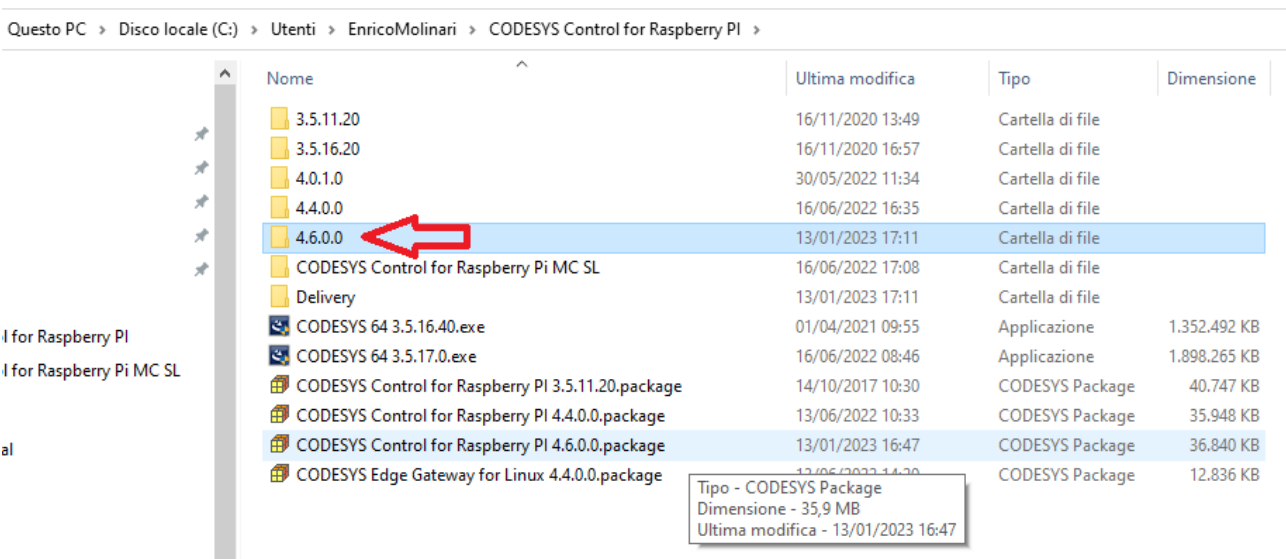 Questo PC > Disco locale (C:) > Utenti > EnricoMolinari > CODESYS Control for Raspberry PI >
Nome Ultima modifica Tipo Dimensione
3.5.11.20 16/11/2020 13:49 Cartella di file
3.5.16.20 16/11/2020 16:57 Cartella di file
4.0.1.0 30/05/2022 11:34 Cartella di file
4.4.0.0 16/06/2022 16:35 Cartella di file
4.6.0.0 13/01/2023 17:11 Cartella di file
CODESYS Control for Raspberry Pi MC SL 16/06/2022 17:08 Cartella di file
Delivery 13/01/2023 17:11 Cartella di file
l for Raspberry PI CODESYS 64 3.5.16.40.exe 01/04/2021 09:55 Applicazione 1.352.492 KB
l for Raspberry Pi MC SL CODESYS 64 3.5.17.0.exe 16/06/2022 08:46 Applicazione 1.898.265 KB
CODESYS Control for Raspberry PI 3.5.11.20.package 14/10/2017 10:30 CODESYS Package 40.747 KB
CODESYS Control for Raspberry PI 4.4.0.0.package 13/06/2022 10:33 CODESYS Package 35.948 KB
al CODESYS Control for Raspberry PI 4.6.0.0.package 13/01/2023 16:47 CODESYS Package 36.840 KB
CODESYS Edge Gateway for Linux 4.4.0.0.package CODESYS Package 12.836 KB
Tipo - CODESYS Package
Dimensione - 35,9 MB
Ultima modifica - 13/01/2023 16:47